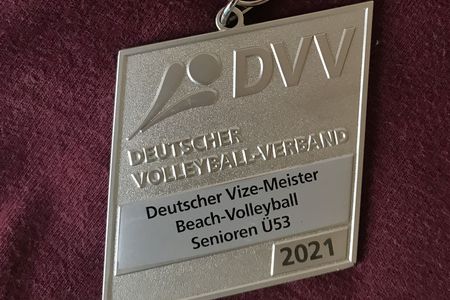 DVV
DEUTSCHER
VOLLEYBALL-VERBAND
Deutscher Vize-Meister
Beach-Volleyball
Senioren Ü53
2021